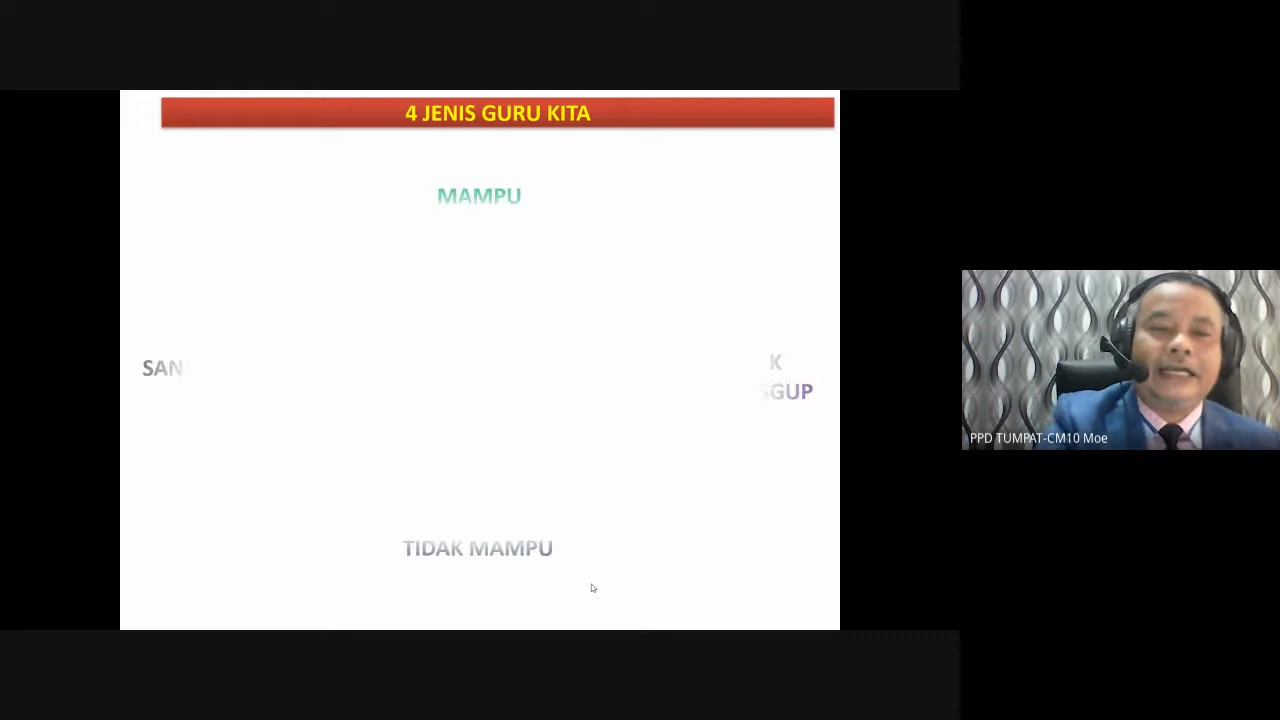 4 JENIS GURU KITA
MAMPU
TIDAK MAMPU
PPD TUMPAT-CM10 Moe